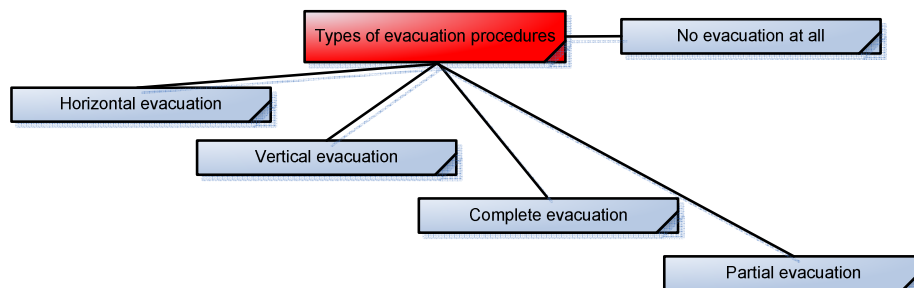 Types of evacuation procedures
No evacuation at all
Horizontal evacuation
Vertical evacuation
Complete evacuation
Partial evacuation